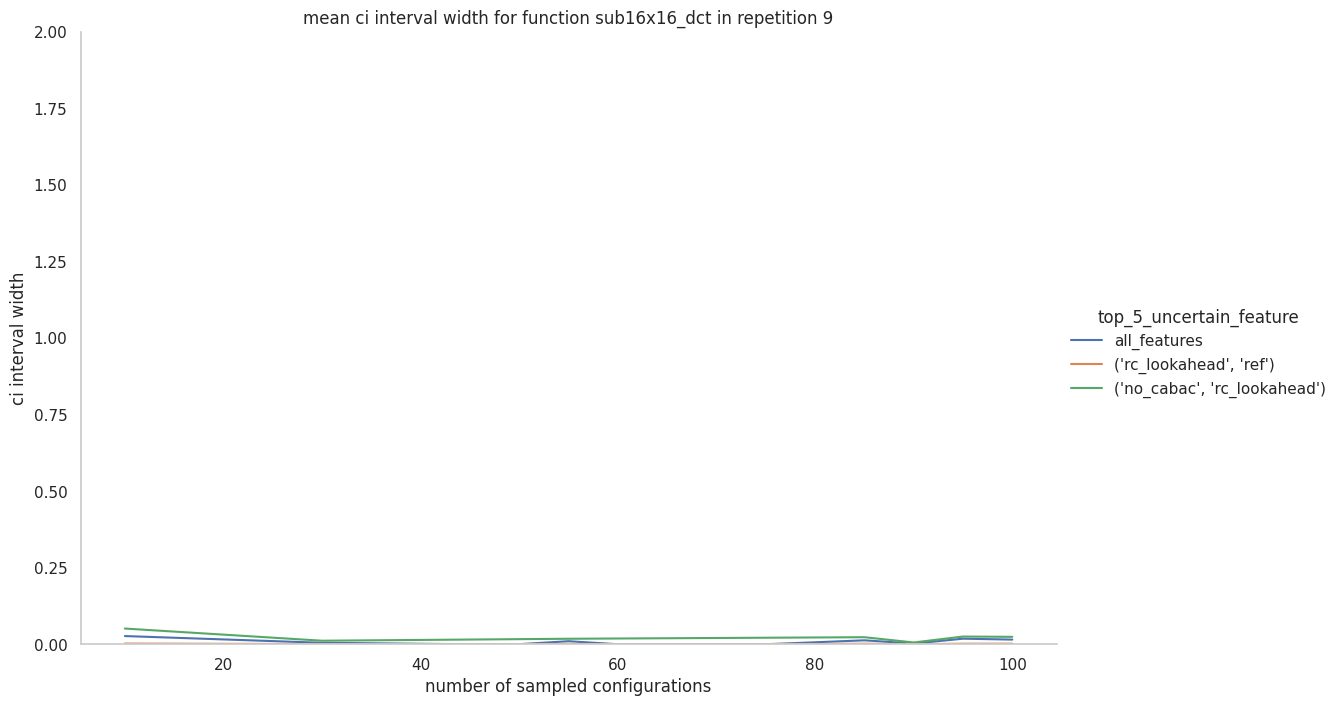 mean ci interval width for function sub16x16_dct in repetition 9
2.00
1.75
1.50
1.25
1.00
0.75
0.50
0.25
0.00
ci interval width
20 40 60 80 100
number of sampled configurations
top_5_uncertain_feature
all_features
('rc_lookahead', 'ref')
('no_cabac', 'rc_lookahead')